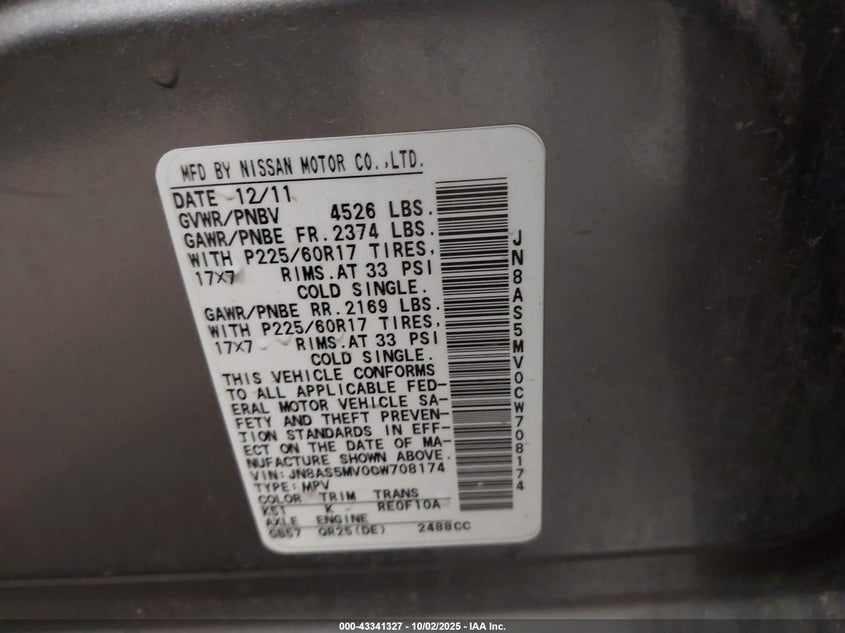 MFD BY NISSAN MOTOR CO.,LTD.
DATE 12/11
GVWR/PNBV 4526 LBS.
GAWR/PNBE FR. 2374 LBS.
WITH P225/60R17 TIRES,
17X7 RIMS. AT 33 PSI
COLD SINGLE.
GAWR/PNBE RR. 2169 LBS.
WITH P225/60R17 TIRES,
17X7 RIMS. AT 33 PSI
COLD SINGLE.
THIS VEHICLE CONFORMS
TO ALL APPLICABLE FED-
ERAL MOTOR VEHICLE SA-
FETY AND THEFT PREVEN-
TION STANDARDS IN EFF-
ECT ON THE DATE OF MA-
NUFACTURE SHOWN ABOVE.
VIN: JN8AS5MV0CW708174
TYPE: MPV
COLOR TRIM TRANS
K51 K RE0F10A
AXLE ENGINE
GB57 QR25(DE) 2488CC
JN8AS5MV0CW708174
000-43341327 - 10/02/2025 - IAA Inc.